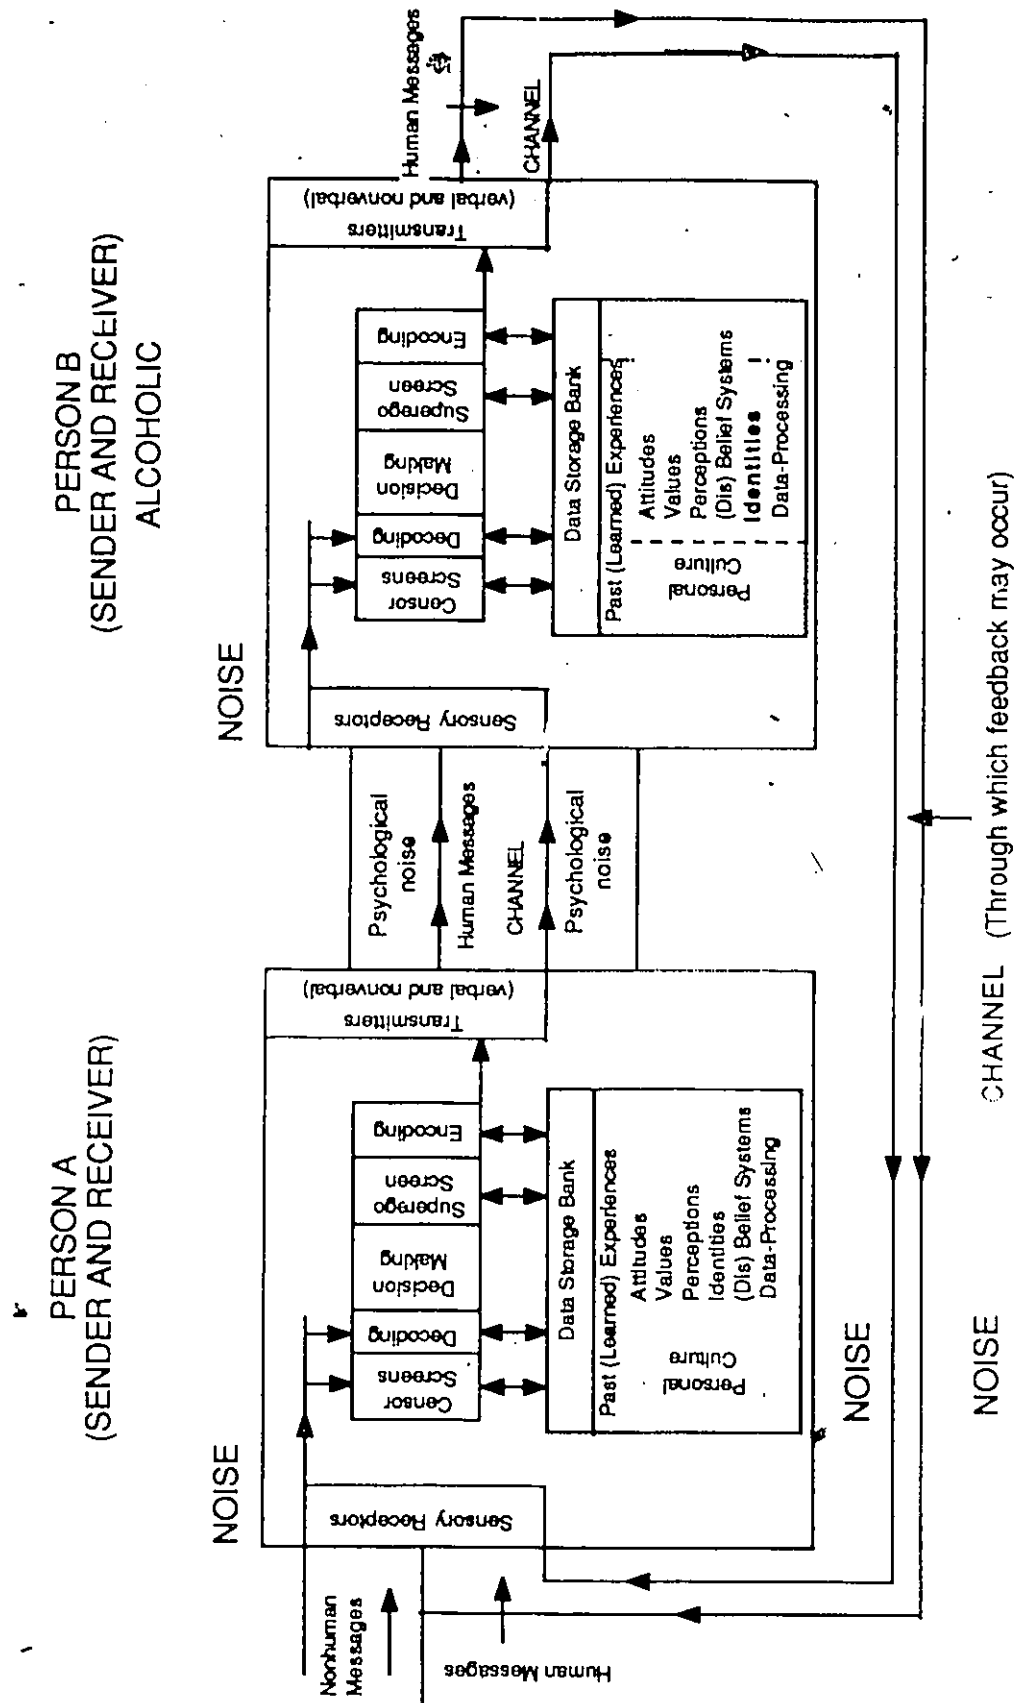 PERSON A
(SENDER AND RECEIVER)
NOISE
Nonhuman
Messages
Human Messages
Sensory Receptors
Censor
Screens
Decoding
Decision
Making
Superego
Screen
Encoding
Data Storage Bank
Past (Learned) Experiences
Attitudes
Values
Perceptions
Identities
(Dis) Belief Systems
Data-Processing
Personal
Culture
Transmitters
(verbal and nonverbal)
NOISE
Psychological
noise
Human Messages
CHANNEL
Psychological
noise
PERSON B
(SENDER AND RECEIVER)
ALCOHOLIC
NOISE
Sensory Receptors
Censor
Screens
Decoding
Decision
Making
Superego
Screen
Encoding
Data Storage Bank
Past (Learned) Experiences
Attitudes
Values
Perceptions
(Dis) Belief Systems
Identities
Data-Processing
Personal
Culture
Transmitters
(verbal and nonverbal)
Human Messages
CHANNEL
NOISE
CHANNEL (Through which feedback may occur)